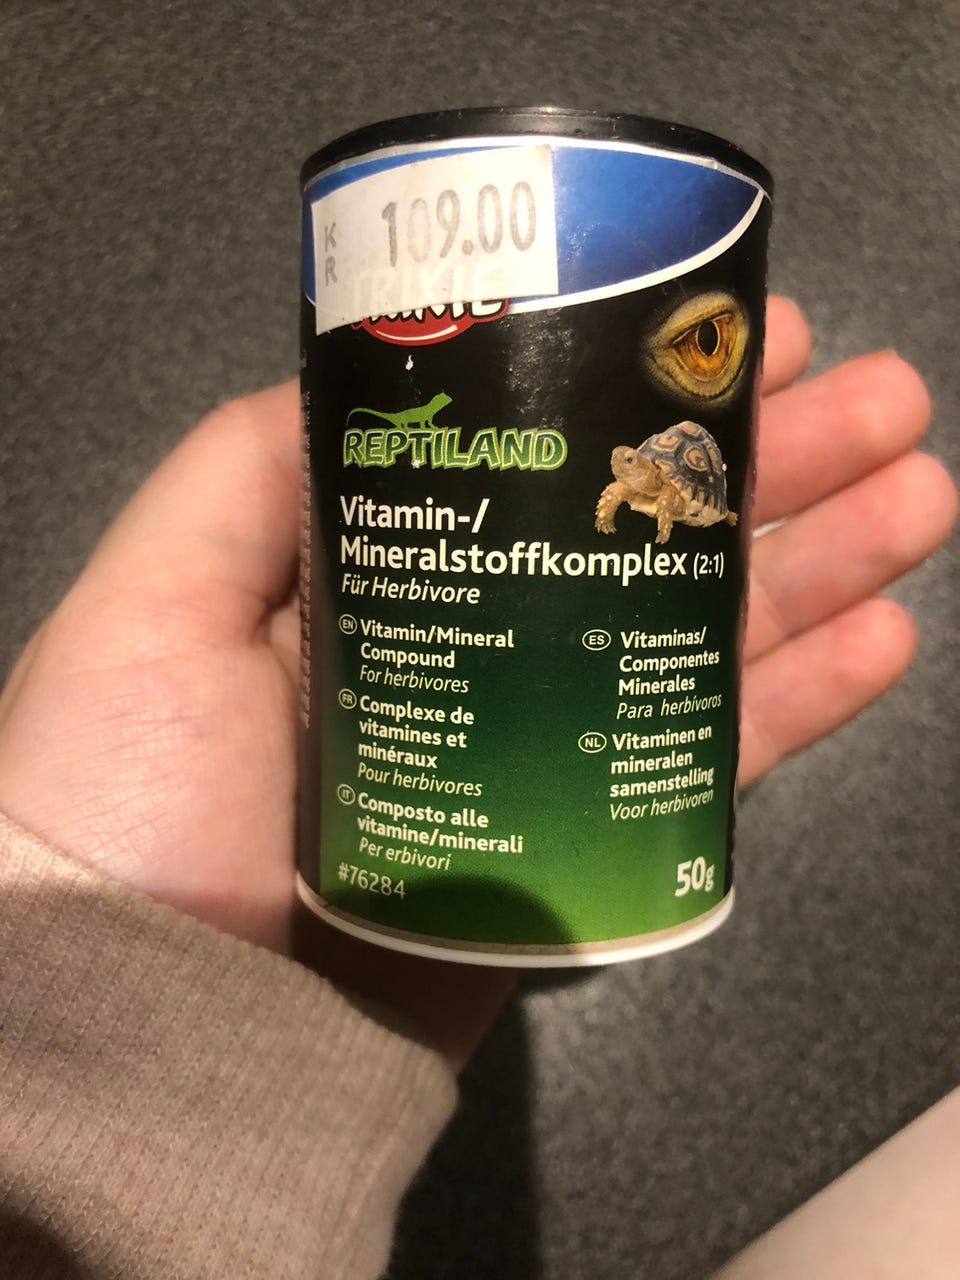 KR 109.00
TRIXIE
REPTILAND
Vitamin-/
Mineralstoffkomplex (2:1)
Für Herbivore
EN Vitamin/Mineral
Compound
For herbivores
FR Complexe de
vitamines et
minéraux
Pour herbivores
IT Composto alle
vitamine/minerali
Per erbivori
#76284
ES Vitaminas/
Componentes
Minerales
Para herbívoros
NL Vitaminen en
mineralen
samenstelling
Voor herbivoren
50g